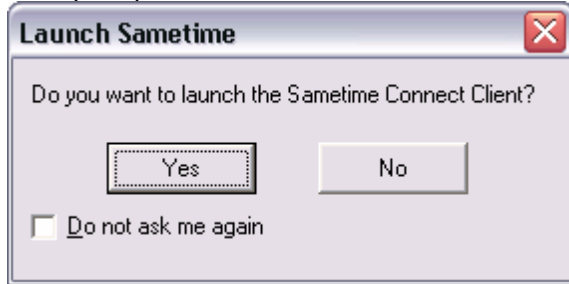 Launch Sametime
Do you want to launch the Sametime Connect Client?
Yes No
Do not ask me again